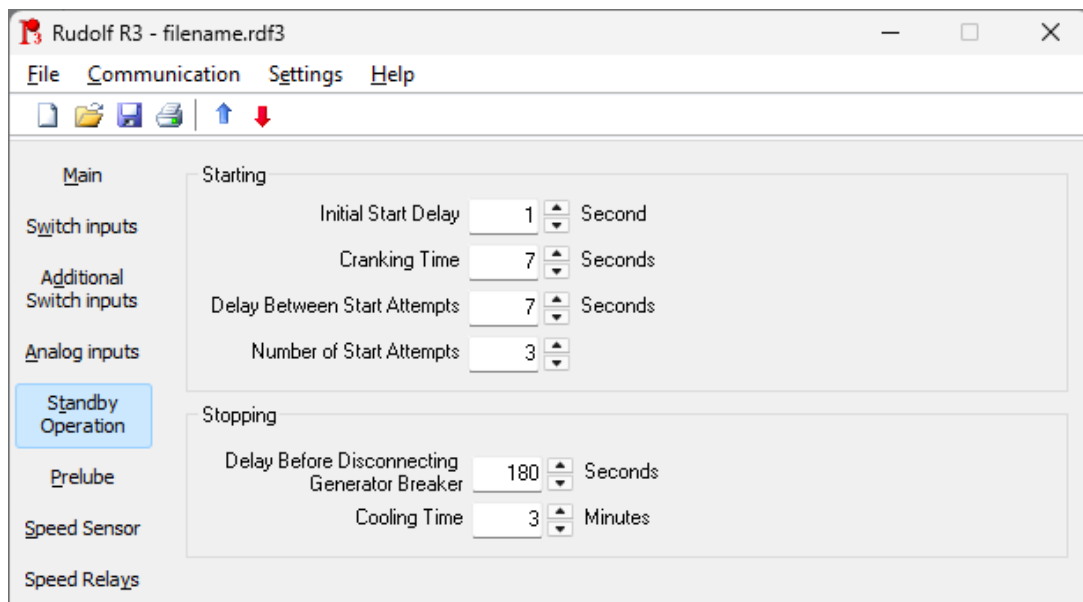 Rudolf R3 - filename.rdf3
File Communication Settings Help
Main
Switch inputs
Additional
Switch inputs
Analog inputs
Standby
Operation
Prelube
Speed Sensor
Speed Relays
Starting
Initial Start Delay 1 Second
Cranking Time 7 Seconds
Delay Between Start Attempts 7 Seconds
Number of Start Attempts 3
Stopping
Delay Before Disconnecting
Generator Breaker 180 Seconds
Cooling Time 3 Minutes